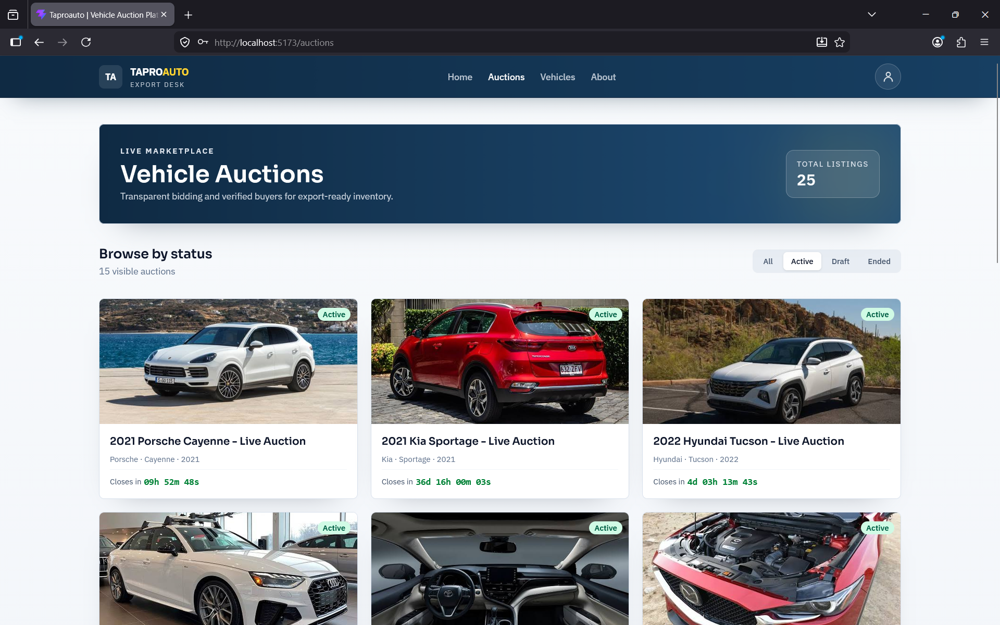 Taproauto | Vehicle Auction Plat
http://localhost:5173/auctions
TA
TAPROAUTO
EXPORT DESK
Home
Auctions
Vehicles
About
LIVE MARKETPLACE
Vehicle Auctions
Transparent bidding and verified buyers for export-ready inventory.
TOTAL LISTINGS
25
Browse by status
15 visible auctions
All
Active
Draft
Ended
Active
S·GO 115
2021 Porsche Cayenne - Live Auction
Porsche · Cayenne · 2021
Closes in 09h 52m 48s
Active
KIA
SPORTAGE
632·ZFV
2021 Kia Sportage - Live Auction
Kia · Sportage · 2021
Closes in 36d 16h 00m 03s
Active
2022 Hyundai Tucson - Live Auction
Hyundai · Tucson · 2022
Closes in 4d 03h 13m 43s
Active
Active
Active